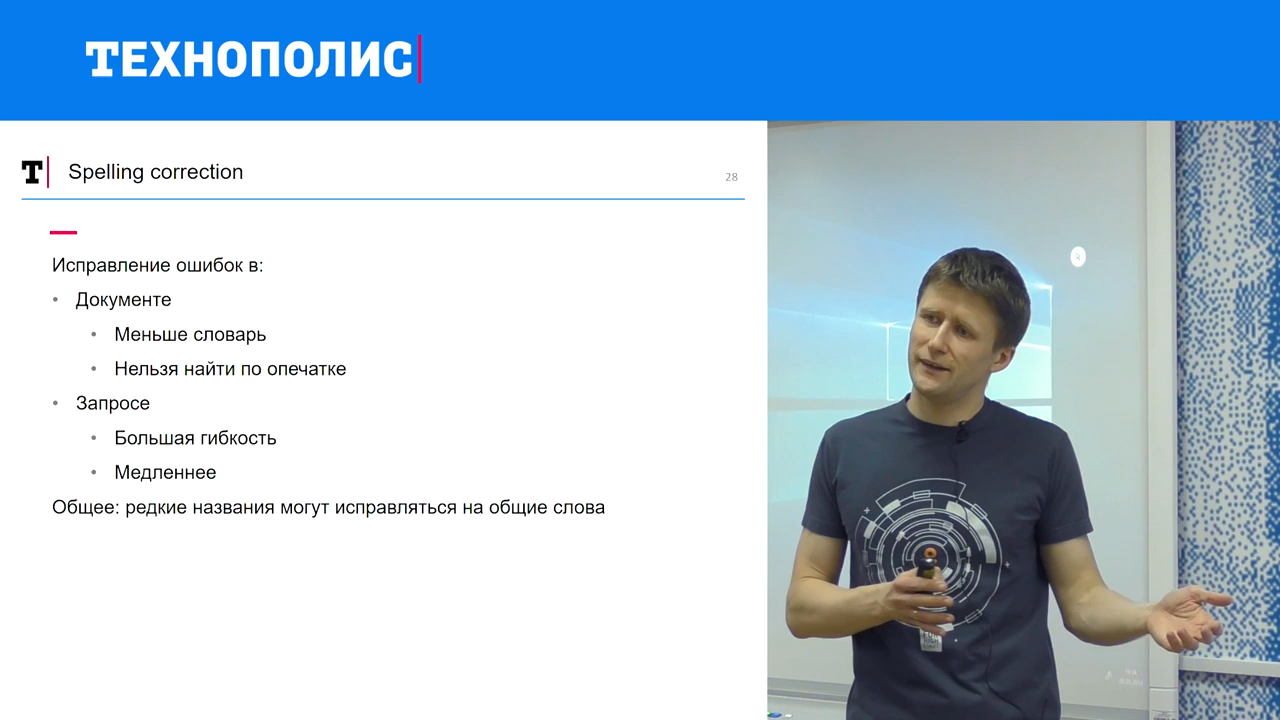 ТЕХНОПОЛИС
T
Spelling correction
28
Исправление ошибок в:
• Документе
• Меньше словарь
• Нельзя найти по опечатке
• Запросе
• Большая гибкость
• Медленнее
Общее: редкие названия могут исправляться на общие слова